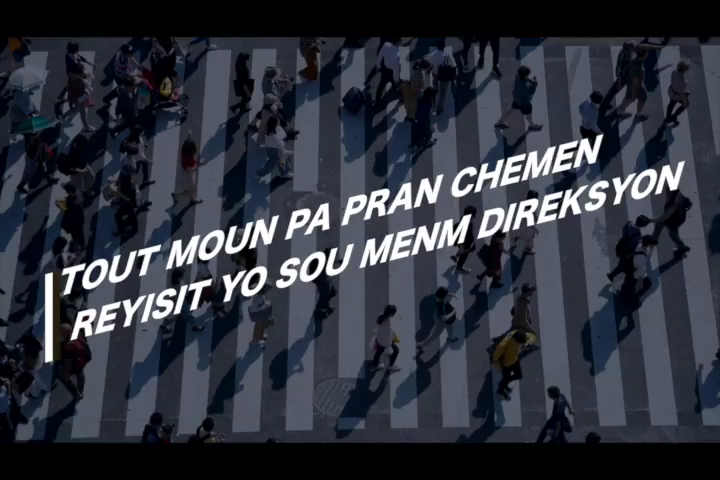 TOUT MOUN PA PRAN CHEMEN
REYISIT YO SOU MENM DIREKSYON